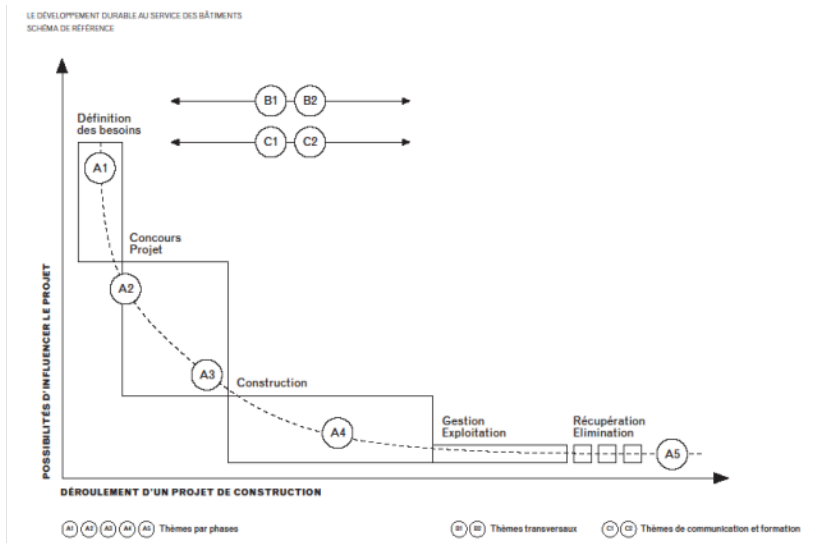 LE DÉVELOPPEMENT DURABLE AU SERVICE DES BÂTIMENTS
SCHÉMA DE RÉFÉRENCE
B1 B2
Définition
des besoins
C1 C2
A1
Concours
Projet
A2
A3
Construction
A4
Gestion
Exploitation
Récupération
Elimination
A5
POSSIBILITÉS D'INFLUENCER LE PROJET
DÉROULEMENT D'UN PROJET DE CONSTRUCTION
A1 A2 A3 A4 A5 Thèmes par phases
B1 B2 Thèmes transversaux
C1 C2 Thèmes de communication et formation